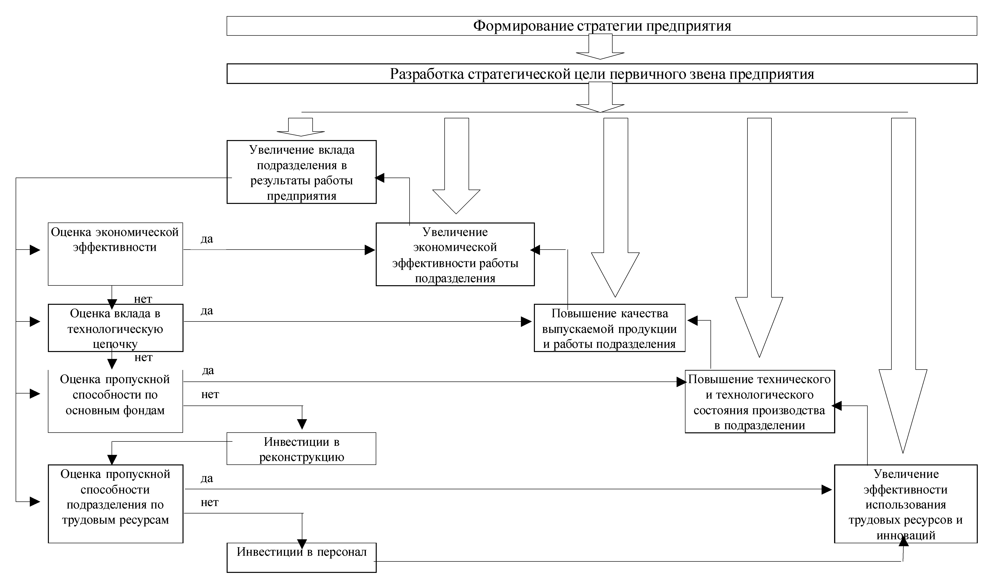 Формирование стратегии предприятия
Разработка стратегической цели первичного звена предприятия
Увеличение вклада
подразделения в
результаты работы
предприятия
Оценка экономической
эффективности
да
Увеличение
экономической
эффективности работы
подразделения
нет
Оценка вклада в
технологическую
цепочку
да
Повышение качества
выпускаемой продукции
и работы подразделения
нет
Оценка пропускной
способности по
основным фондам
да
нет
Повышение технического
и технологического
состояния производства
в подразделении
Инвестиции в
реконструкцию
Оценка пропускной
способности
подразделения по
трудовым ресурсам
да
нет
Увеличение
эффективности
использования
трудовых ресурсов и
инноваций
Инвестиции в персонал